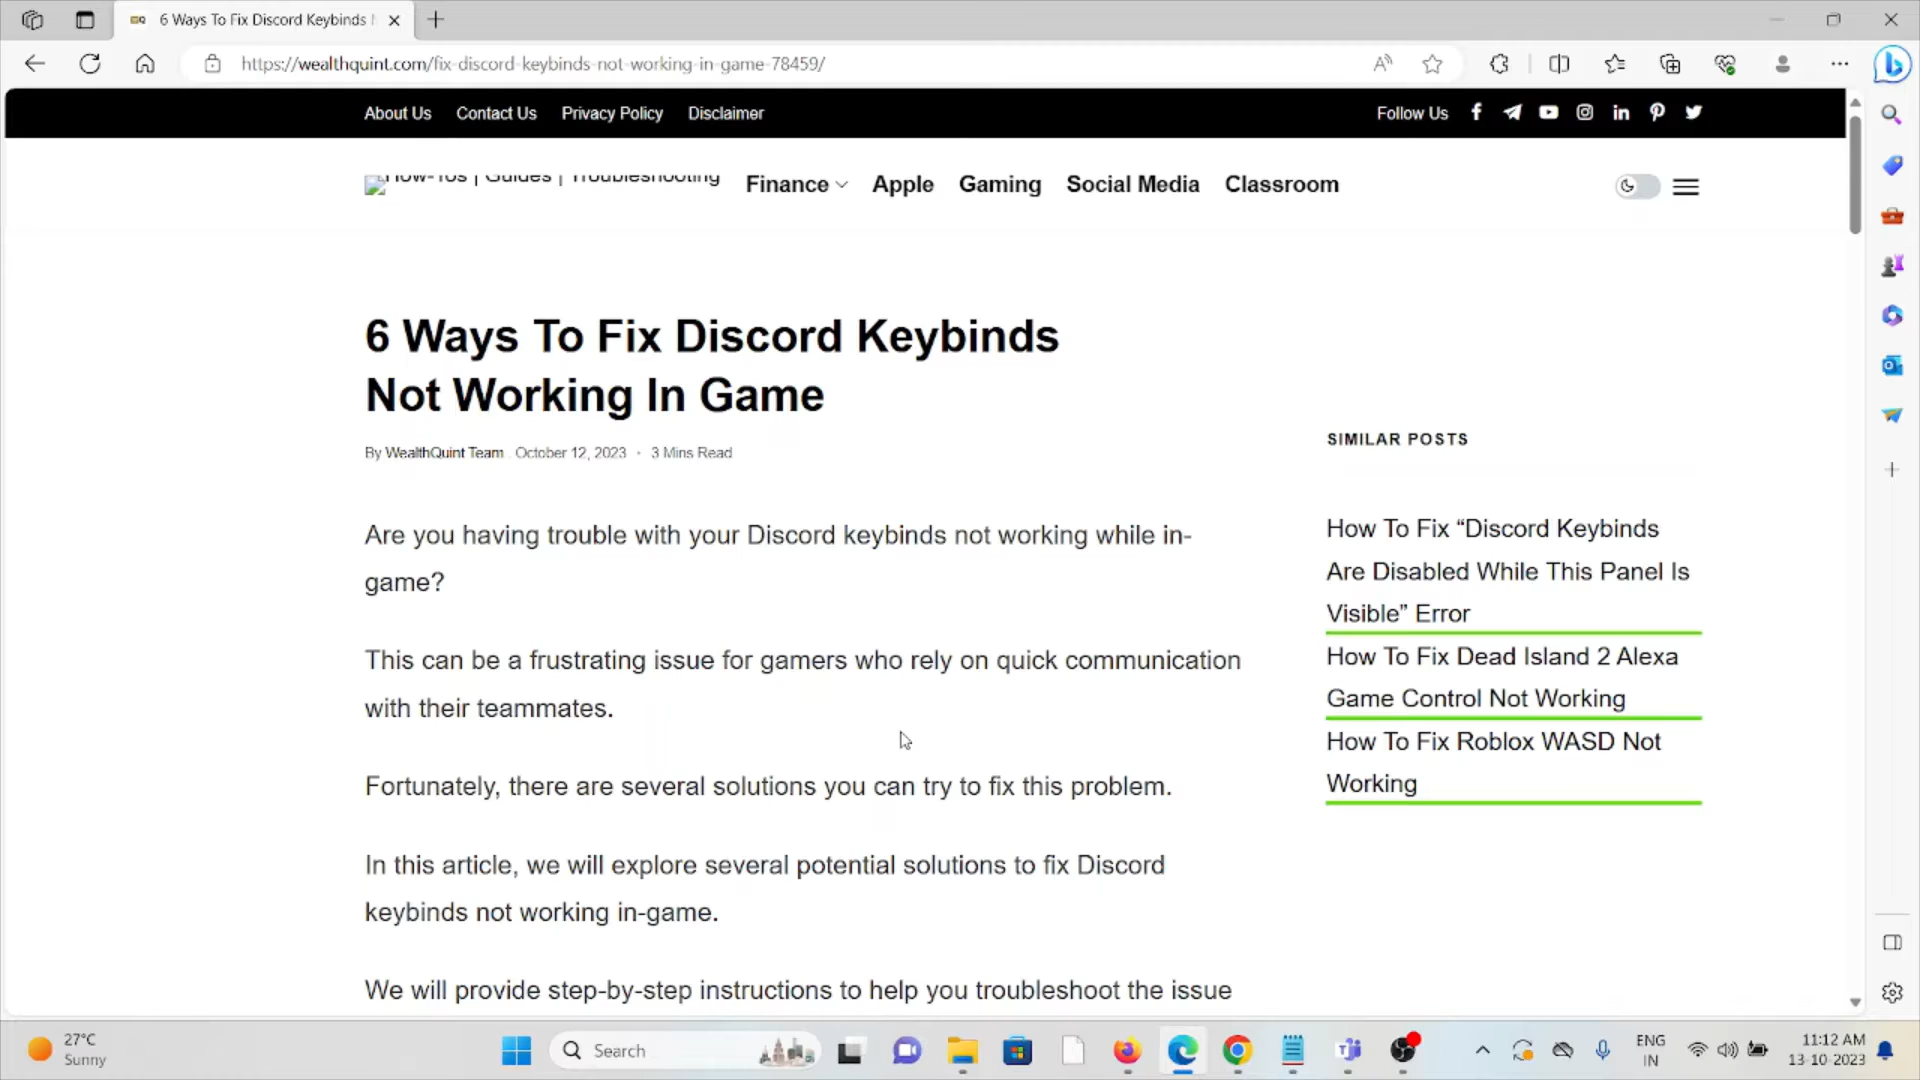 6 Ways To Fix Discord Keybinds
https://wealthquint.com/fix-discord-keybinds-not-working-in-game-78459/
About Us Contact Us Privacy Policy Disclaimer Follow Us
How-Tos | Guides | Troubleshooting Finance Apple Gaming Social Media Classroom
6 Ways To Fix Discord Keybinds
Not Working In Game
By WealthQuint Team . October 12, 2023 · 3 Mins Read
Are you having trouble with your Discord keybinds not working while in-
game?
This can be a frustrating issue for gamers who rely on quick communication
with their teammates.
Fortunately, there are several solutions you can try to fix this problem.
In this article, we will explore several potential solutions to fix Discord
keybinds not working in-game.
We will provide step-by-step instructions to help you troubleshoot the issue
SIMILAR POSTS
How To Fix “Discord Keybinds
Are Disabled While This Panel Is
Visible” Error
How To Fix Dead Island 2 Alexa
Game Control Not Working
How To Fix Roblox WASD Not
Working
27°C
Sunny
Search
ENG
IN
11:12 AM
13-10-2023